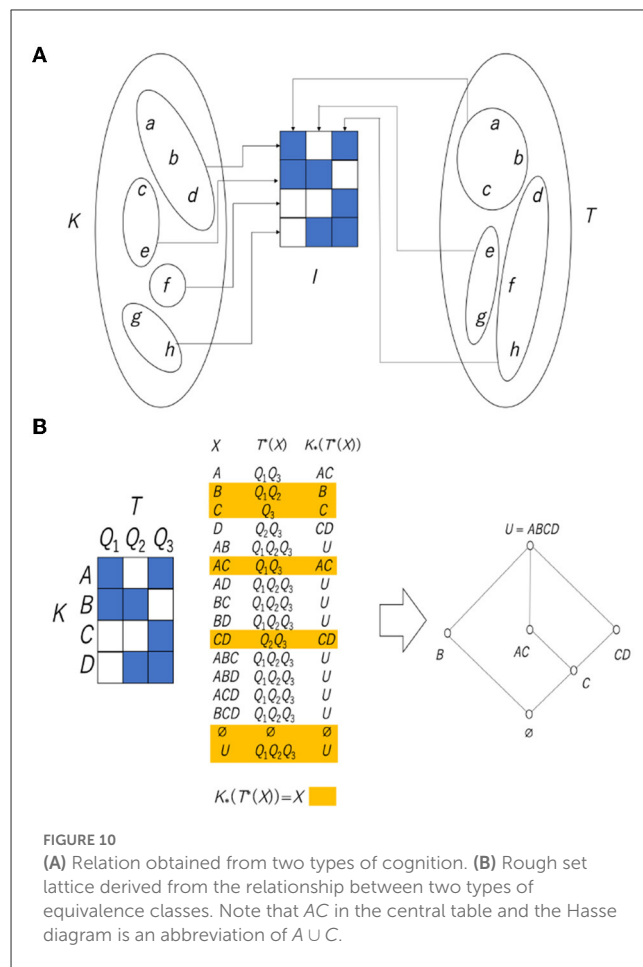 A
a
b
d
c
e
f
g
h
K
I
a
b
c
d
e
f
g
h
T
B
X T*(X) K*(T*(X))
A Q₁Q₃ AC
B Q₁Q₂ B
C Q₃ C
D Q₂Q₃ CD
AB Q₁Q₂Q₃ U
AC Q₁Q₃ AC
AD Q₁Q₂Q₃ U
BC Q₁Q₂Q₃ U
BD Q₁Q₂Q₃ U
CD Q₂Q₃ CD
ABC Q₁Q₂Q₃ U
ABD Q₁Q₂Q₃ U
ACD Q₁Q₂Q₃ U
BCD Q₁Q₂Q₃ U
∅ ∅ ∅
U Q₁Q₂Q₃ U
K*(T*(X))=X
T
Q₁ Q₂ Q₃
A
B
K
C
D
U = ABCD
B
AC
CD
C
∅
FIGURE 10
(A) Relation obtained from two types of cognition. (B) Rough set
lattice derived from the relationship between two types of
equivalence classes. Note that AC in the central table and the Hasse
diagram is an abbreviation of A ∪ C.